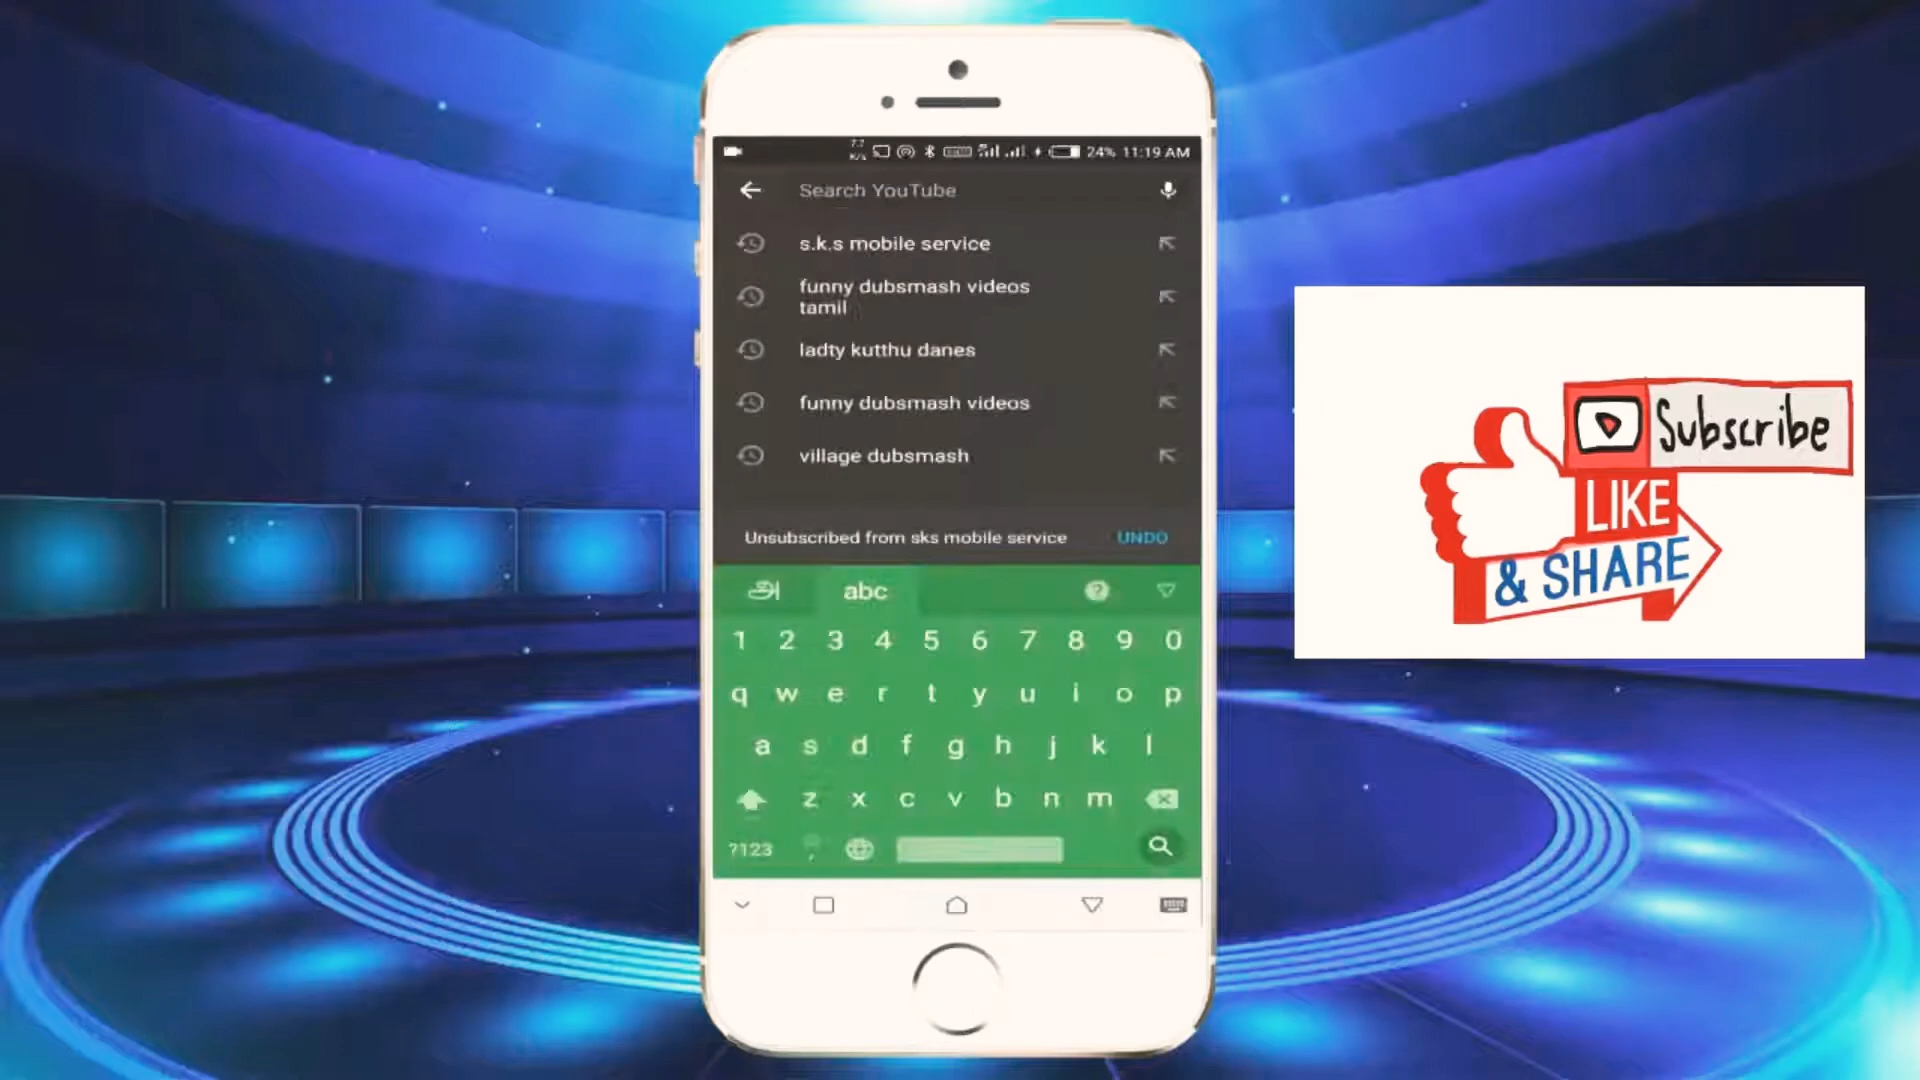 24% 11:19 AM
Search YouTube
s.k.s mobile service
funny dubsmash videos
tamil
ladty kutthu danes
funny dubsmash videos
village dubsmash
Unsubscribed from sks mobile service UNDO
அ abc
1 2 3 4 5 6 7 8 9 0
q w e r t y u i o p
a s d f g h j k l
z x c v b n m
?123 ,
Subscribe
LIKE
& SHARE